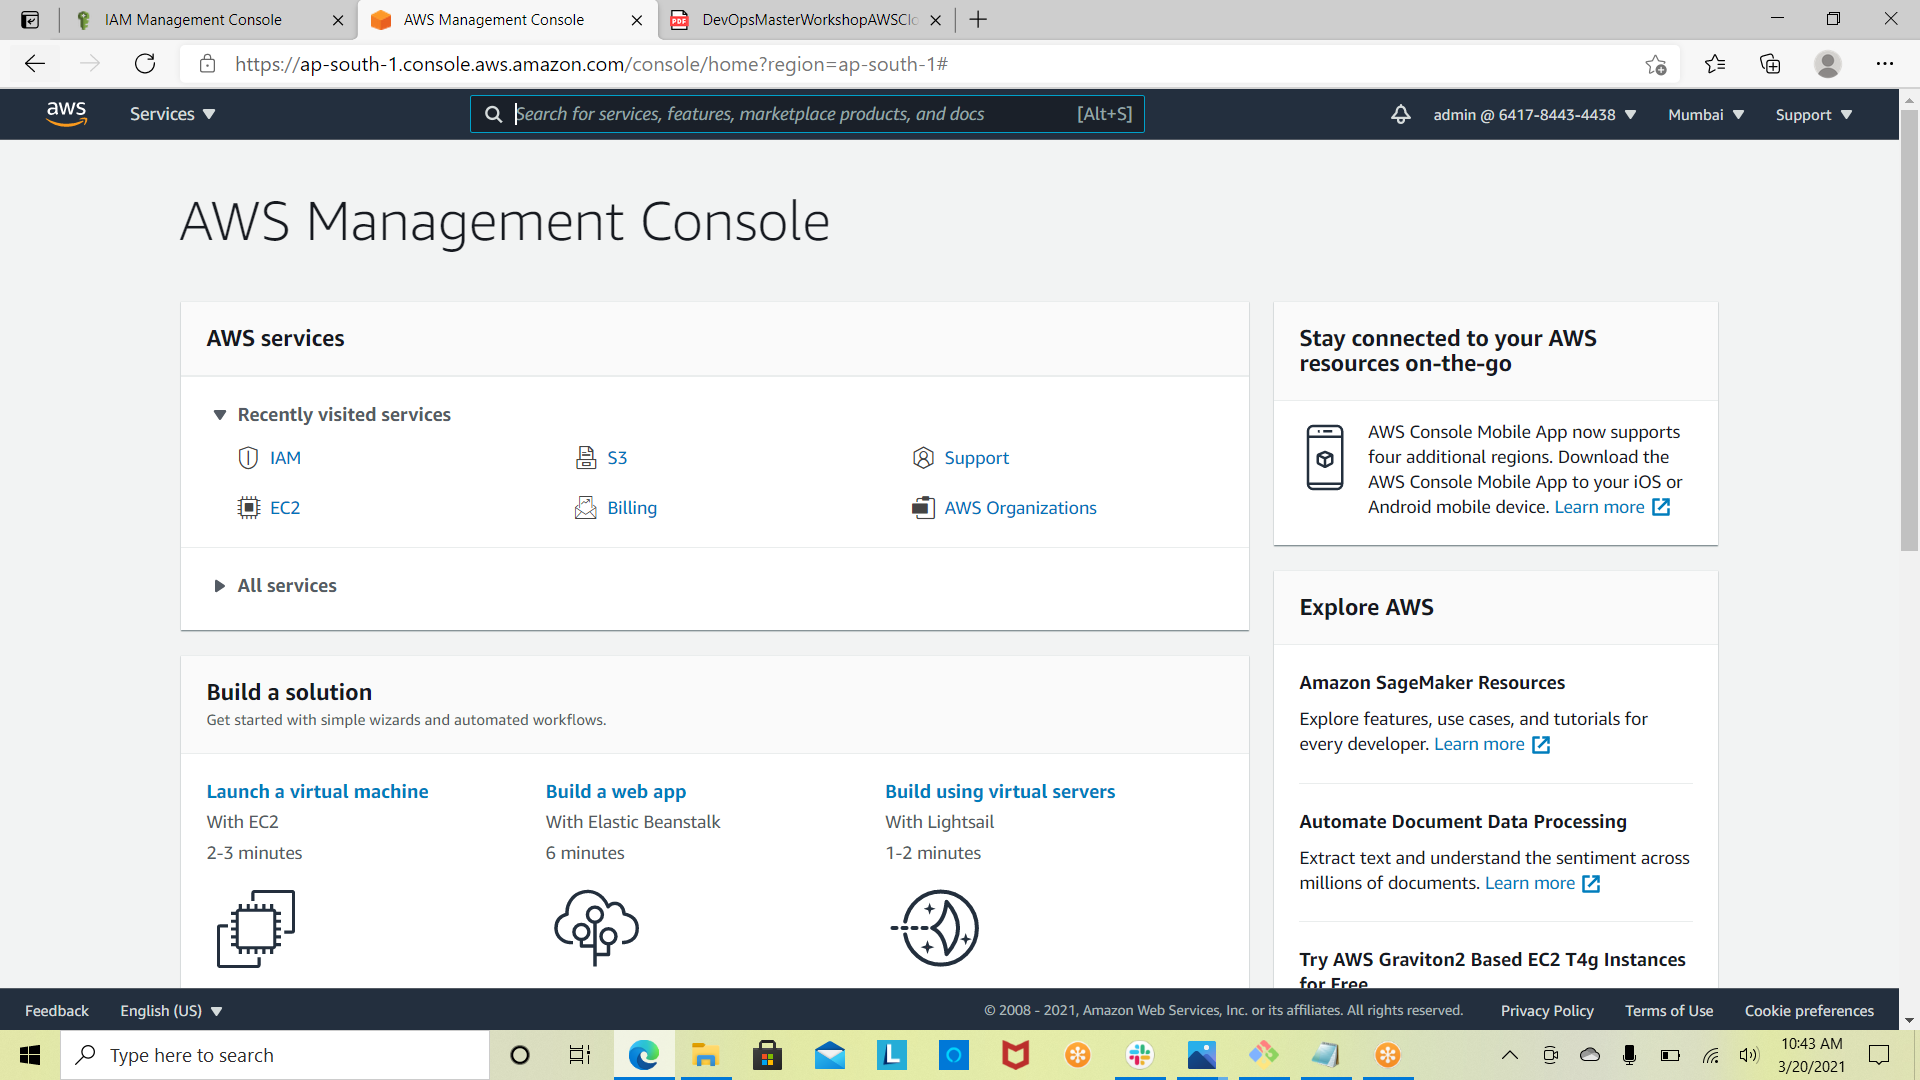 IAM Management Console
AWS Management Console
DevOpsMasterWorkshopAWSClo
https://ap-south-1.console.aws.amazon.com/console/home?region=ap-south-1#
aws
Services
Search for services, features, marketplace products, and docs
[Alt+S]
admin @ 6417-8443-4438
Mumbai
Support
AWS Management Console
AWS services
Recently visited services
IAM
S3
Support
EC2
Billing
AWS Organizations
All services
Build a solution
Get started with simple wizards and automated workflows.
Launch a virtual machine
With EC2
2-3 minutes
Build a web app
With Elastic Beanstalk
6 minutes
Build using virtual servers
With Lightsail
1-2 minutes
Stay connected to your AWS
resources on-the-go
AWS Console Mobile App now supports
four additional regions. Download the
AWS Console Mobile App to your iOS or
Android mobile device. Learn more
Explore AWS
Amazon SageMaker Resources
Explore features, use cases, and tutorials for
every developer. Learn more
Automate Document Data Processing
Extract text and understand the sentiment across
millions of documents. Learn more
Try AWS Graviton2 Based EC2 T4g Instances
for Free
Feedback
English (US)
© 2008 - 2021, Amazon Web Services, Inc. or its affiliates. All rights reserved.
Privacy Policy
Terms of Use
Cookie preferences
Type here to search
L
10:43 AM
3/20/2021